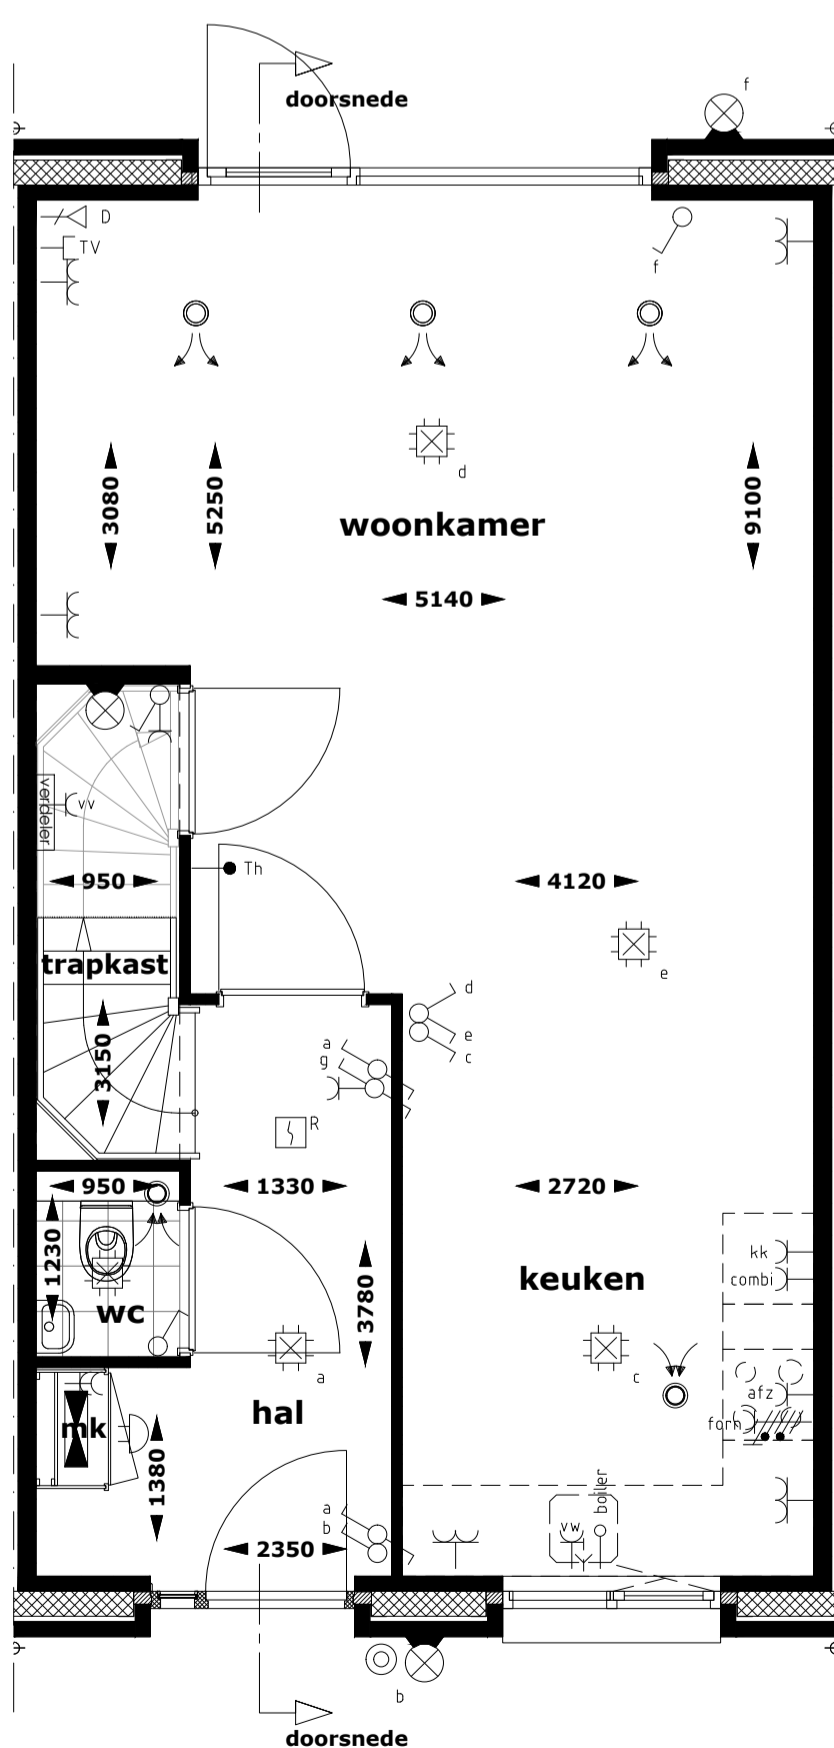 f
doorsnede
D
TV
f
d
3080
5250
9100
woonkamer
5140
verdeler
vv
Th
950
4120
trapkast
e
d
a
e
g
c
3150
R
950
1330
2720
1230
kk
keuken
combi
wc
3780
a
c
afz
hal
forn
mk
1380
boiler
a
b
vw
2350
b
doorsnede